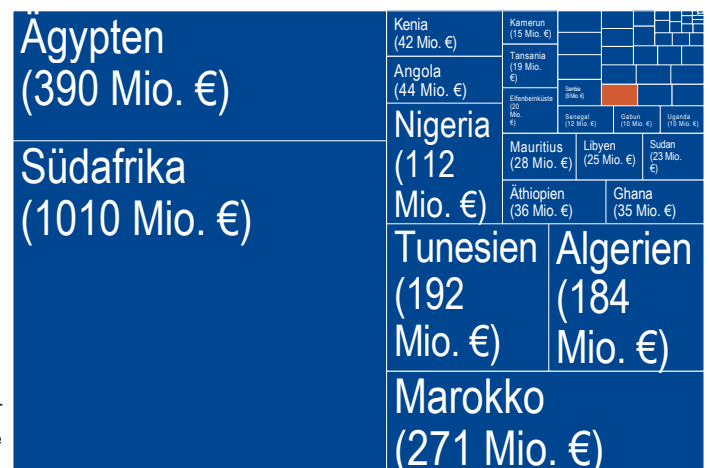 Ägypten
(390 Mio. €)
Südafrika
(1010 Mio. €)
Kenia
(42 Mio. €)
Angola
(44 Mio. €)
Nigeria
(112
Mio. €)
Kamerun
(15 Mio. €)
Tansania
(19 Mio.
€)
Elfenbeinküste
(20
Mio.
€)
Sambia
(9 Mio. €)
Senegal
(12 Mio. €)
Gabun
(10 Mio. €)
Uganda
(10 Mio. €)
Mauritius
(28 Mio. €)
Libyen
(25 Mio. €)
Sudan
(23 Mio.
€)
Äthiopien
(36 Mio. €)
Ghana
(35 Mio. €)
Tunesien
(192
Mio. €)
Algerien
(184
Mio. €)
Marokko
(271 Mio. €)